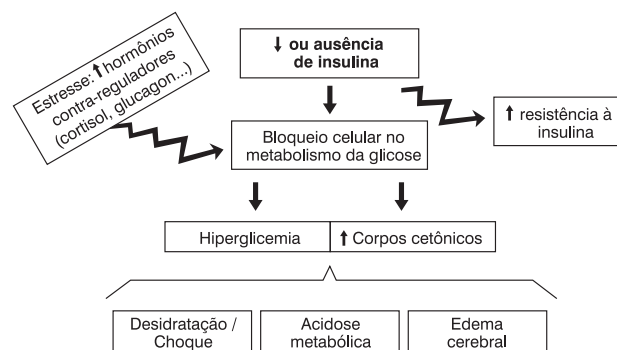 ↓ ou ausência
de insulina
Estresse: ↑ hormônios
contra-reguladores
(cortisol, glucagon...)
↑ resistência à
insulina
Bloqueio celular no
metabolismo da glicose
Hiperglicemia
↑ Corpos cetônicos
Desidratação /
Choque
Acidose
metabólica
Edema
cerebral